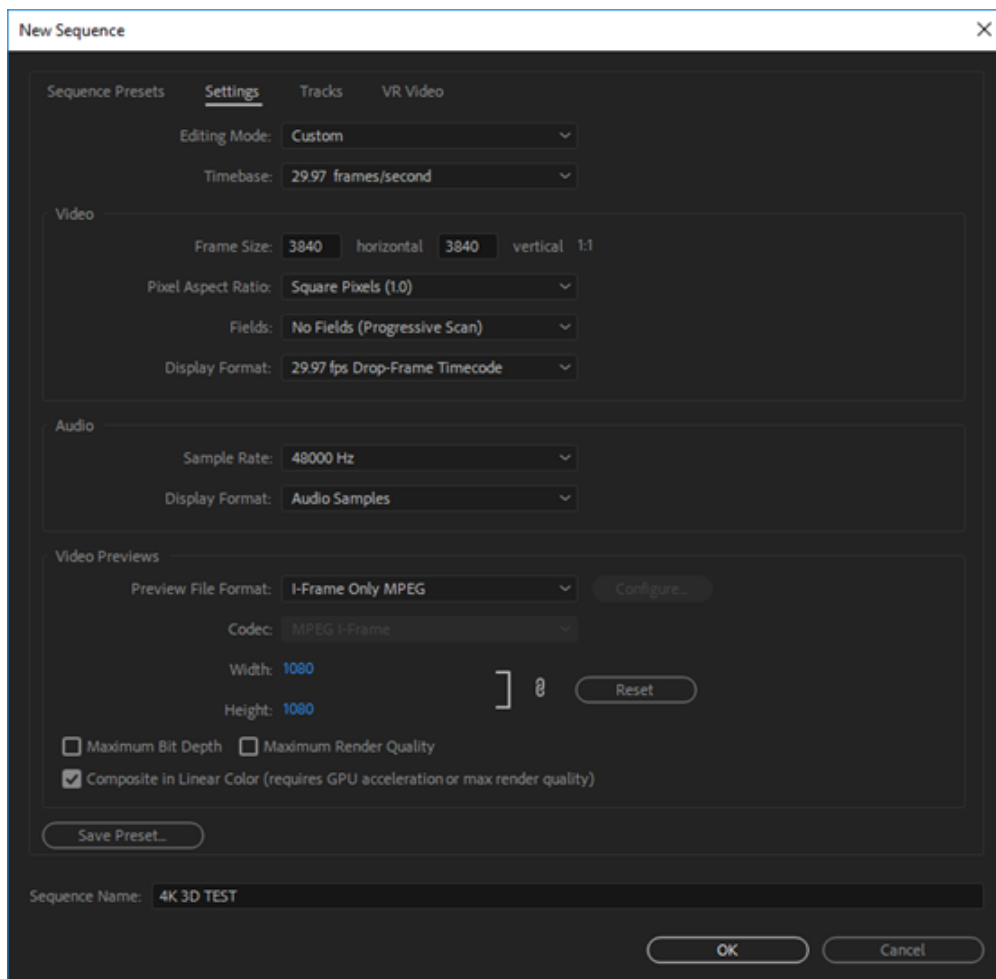 New Sequence
Sequence Presets Settings Tracks VR Video
Editing Mode: Custom
Timebase: 29.97 frames/second
Video
Frame Size: 3840 horizontal 3840 vertical 1:1
Pixel Aspect Ratio: Square Pixels (1.0)
Fields: No Fields (Progressive Scan)
Display Format: 29.97 fps Drop-Frame Timecode
Audio
Sample Rate: 48000 Hz
Display Format: Audio Samples
Video Previews
Preview File Format: I-Frame Only MPEG Configure...
Codec: MPEG I-Frame
Width: 1080
Reset
Height: 1080
Maximum Bit Depth Maximum Render Quality
Composite in Linear Color (requires GPU acceleration or max render quality)
Save Preset...
Sequence Name: 4K 3D TEST
OK Cancel